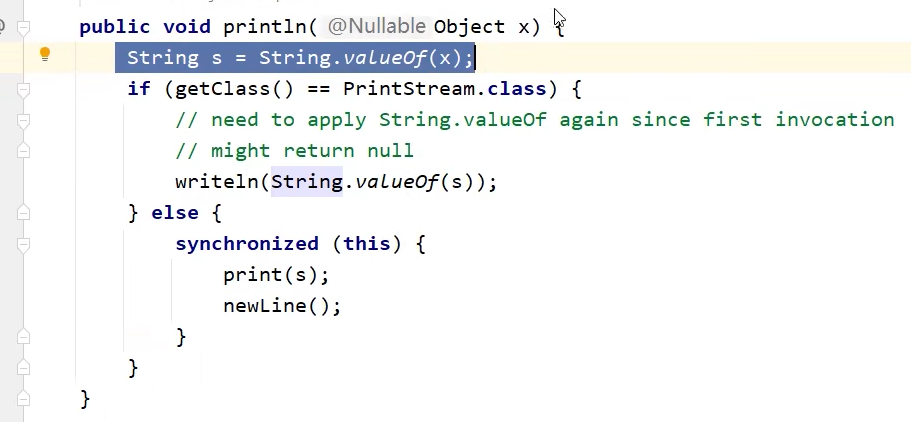 public void println( @Nullable Object x) {
String s = String.valueOf(x);
if (getClass() == PrintStream.class) {
// need to apply String.valueOf again since first invocation
// might return null
writeln(String.valueOf(s));
} else {
synchronized (this) {
print(s);
newLine();
}
}
}